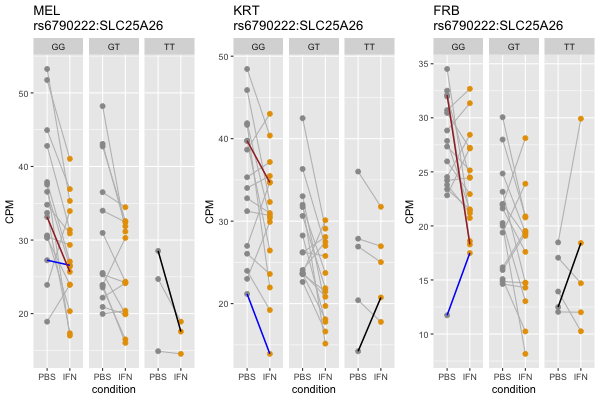 MEL
rs6790222:SLC25A26
GG GT TT
CPM
50
40
30
20
PBS IFN PBS IFN PBS IFN
condition
KRT
rs6790222:SLC25A26
GG GT TT
CPM
50
40
30
20
PBS IFN PBS IFN PBS IFN
condition
FRB
rs6790222:SLC25A26
GG GT TT
CPM
35
30
25
20
15
10
PBS IFN PBS IFN PBS IFN
condition